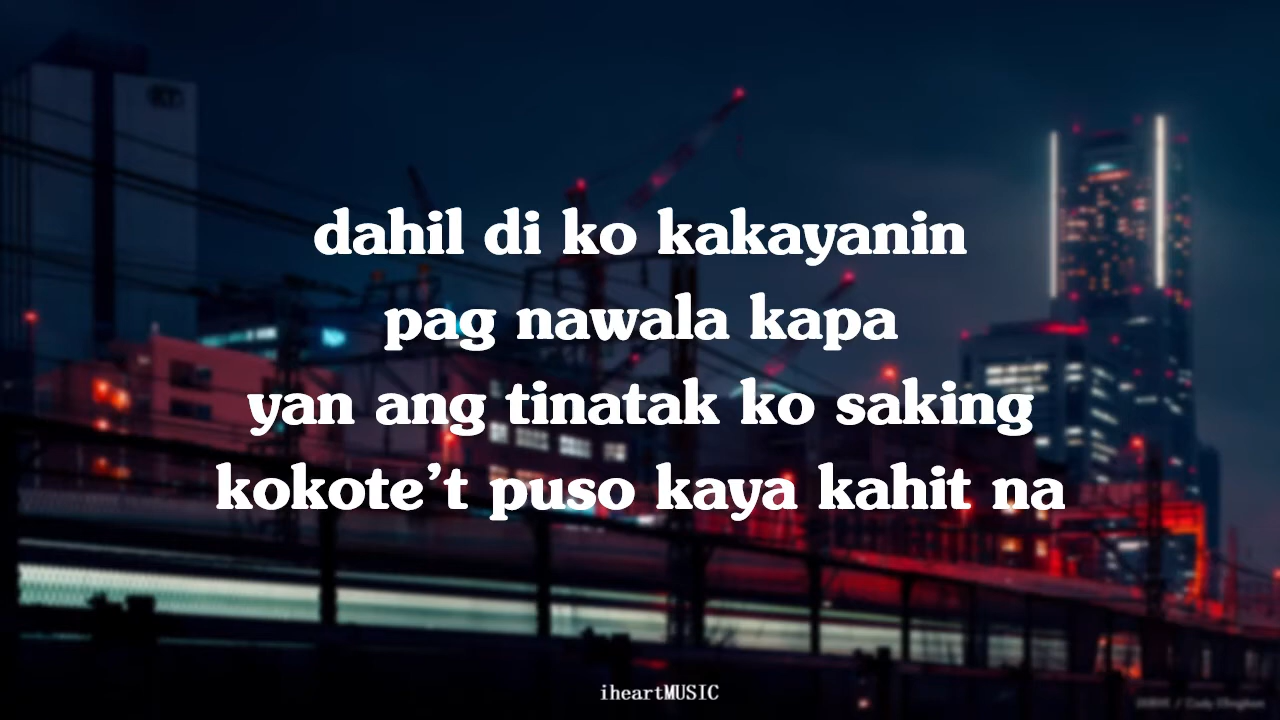 dahil di ko kakayanin
pag nawala kapa
yan ang tinatak ko saking
kokote’t puso kaya kahit na
iheartMUSIC